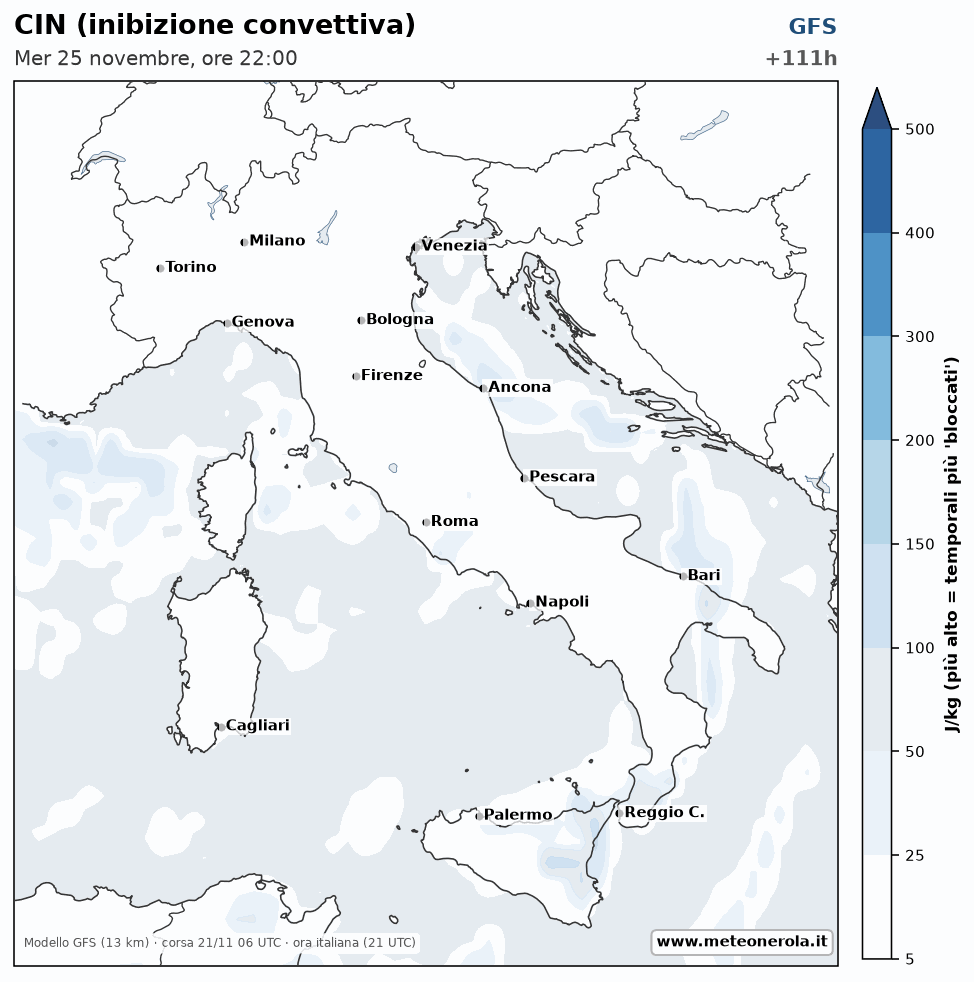 CIN (inibizione convettiva)
GFS
Mer 25 novembre, ore 22:00
+111h
Milano
Venezia
Torino
Genova
Bologna
Firenze
Ancona
Pescara
Roma
Bari
Napoli
Cagliari
Palermo
Reggio C.
500
400
300
200
150
100
50
25
5
J/kg (più alto = temporali più 'bloccati')
Modello GFS (13 km) · corsa 21/11 06 UTC · ora italiana (21 UTC)
www.meteonerola.it